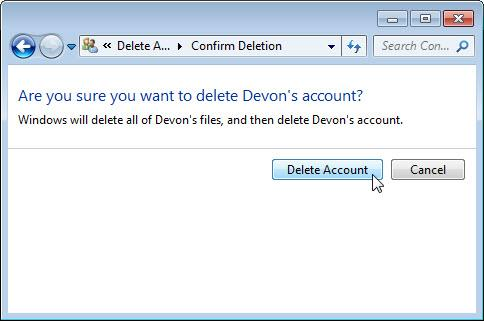 « Delete A... Confirm Deletion Search Con...
Are you sure you want to delete Devon's account?
Windows will delete all of Devon's files, and then delete Devon's account.
Delete Account Cancel